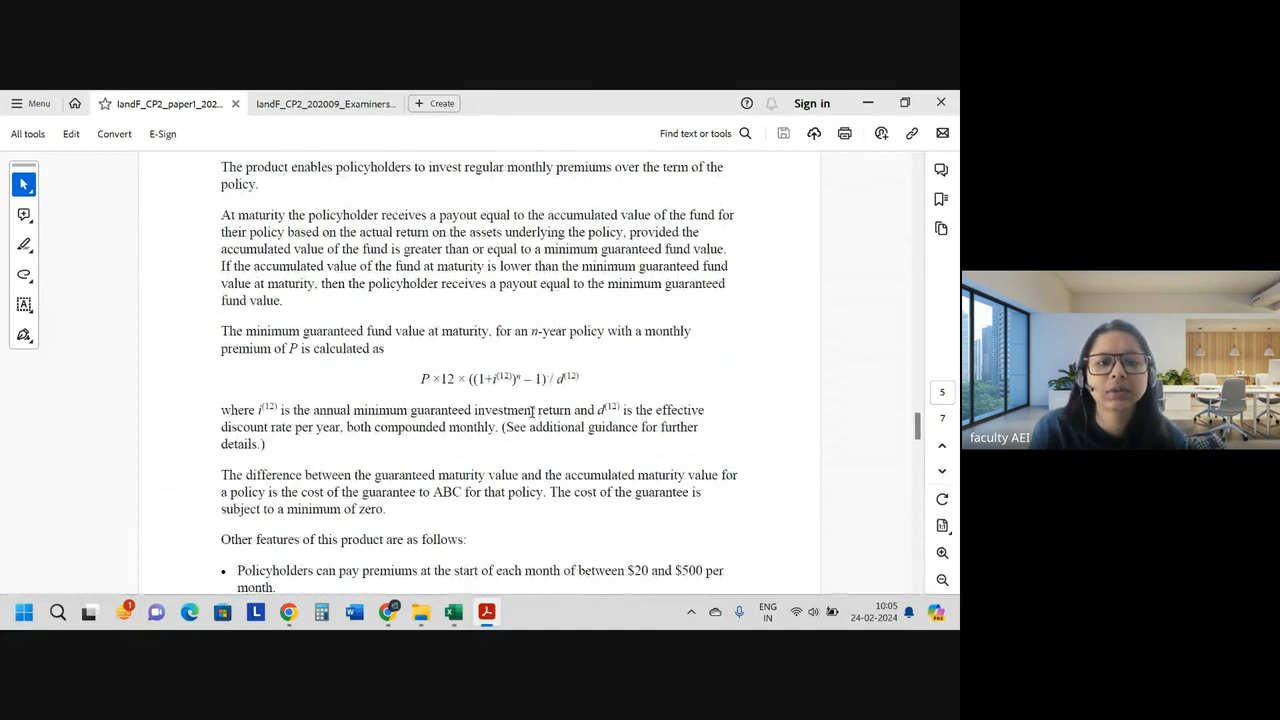 Menu
IandF_CP2_paper1_202...
IandF_CP2_202009_Examiners...
Create
Sign in
All tools
Edit
Convert
E-Sign
Find text or tools
The product enables policyholders to invest regular monthly premiums over the term of the
policy.
At maturity the policyholder receives a payout equal to the accumulated value of the fund for
their policy based on the actual return on the assets underlying the policy, provided the
accumulated value of the fund is greater than or equal to a minimum guaranteed fund value.
If the accumulated value of the fund at maturity is lower than the minimum guaranteed fund
value at maturity, then the policyholder receives a payout equal to the minimum guaranteed
fund value.
The minimum guaranteed fund value at maturity, for an n-year policy with a monthly
premium of P is calculated as
P ×12 × ((1+i⁽¹²⁾)ⁿ − 1) / d⁽¹²⁾
where i⁽¹²⁾ is the annual minimum guaranteed investment return and d⁽¹²⁾ is the effective
discount rate per year, both compounded monthly. (See additional guidance for further
details.)
The difference between the guaranteed maturity value and the accumulated maturity value for
a policy is the cost of the guarantee to ABC for that policy. The cost of the guarantee is
subject to a minimum of zero.
Other features of this product are as follows:
• Policyholders can pay premiums at the start of each month of between $20 and $500 per
month.
5
7
faculty AEI
ENG
IN
10:05
24-02-2024